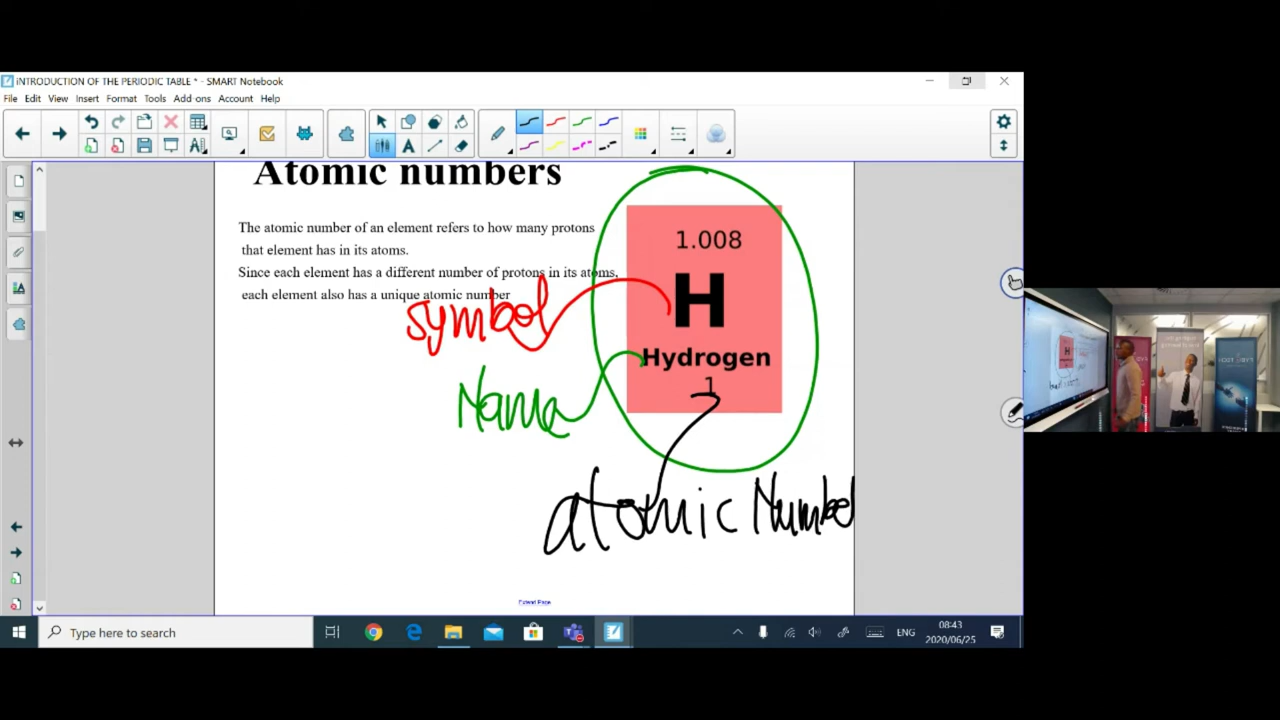 iNTRODUCTION OF THE PERIODIC TABLE * - SMART Notebook
File Edit View Insert Format Tools Add-ons Account Help
Atomic numbers
The atomic number of an element refers to how many protons
that element has in its atoms.
Since each element has a different number of protons in its atoms,
each element also has a unique atomic number
1.008
H
Hydrogen
1
symbol
Name
atomic Number
Extend Page
Type here to search
ENG
08:43
2020/06/25